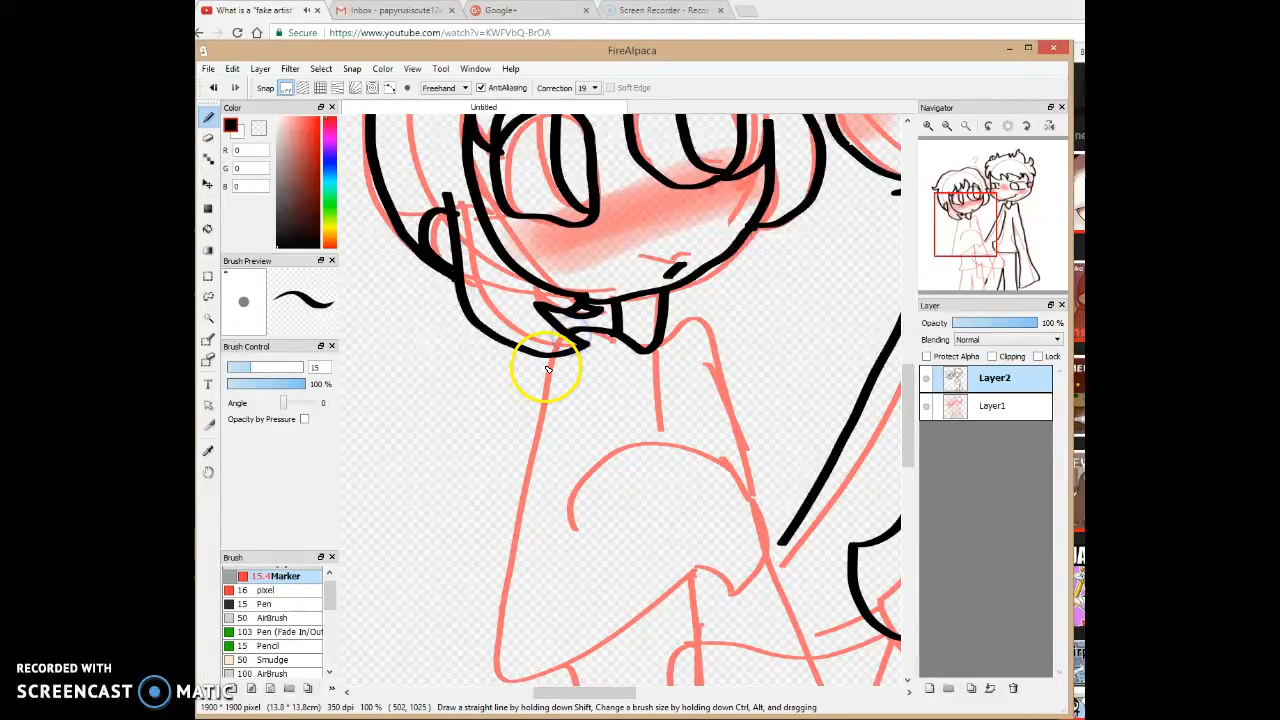 What is a "fake artist"
Inbox - papyrusiscute12
Google+
Screen Recorder - Reco
Secure
https://www.youtube.com/watch?v=KWFVbQ-BrOA
FireAlpaca
File Edit Layer Filter Select Snap Color View Tool Window Help
Snap off Freehand AntiAliasing Correction 19 Soft Edge
Color
Untitled
Navigator
R 0
G 0
B 0
Brush Preview
Brush Control
15
100 %
Angle 0
Opacity by Pressure
Layer
Opacity 100 %
Blending Normal
Protect Alpha Clipping Lock
Layer2
Layer1
Brush
15.4 Marker
16 pixel
15 Pen
50 AirBrush
103 Pen (Fade In/Out
15 Pencil
50 Smudge
100 AirBrush
RECORDED WITH
SCREENCAST MATIC
1900 * 1900 pixel (13.8 * 13. 350 dpi ( 502, 1025 ) Draw a straight line by holding down Shift, Change a brush size by holding down Ctrl, Alt, and dragging